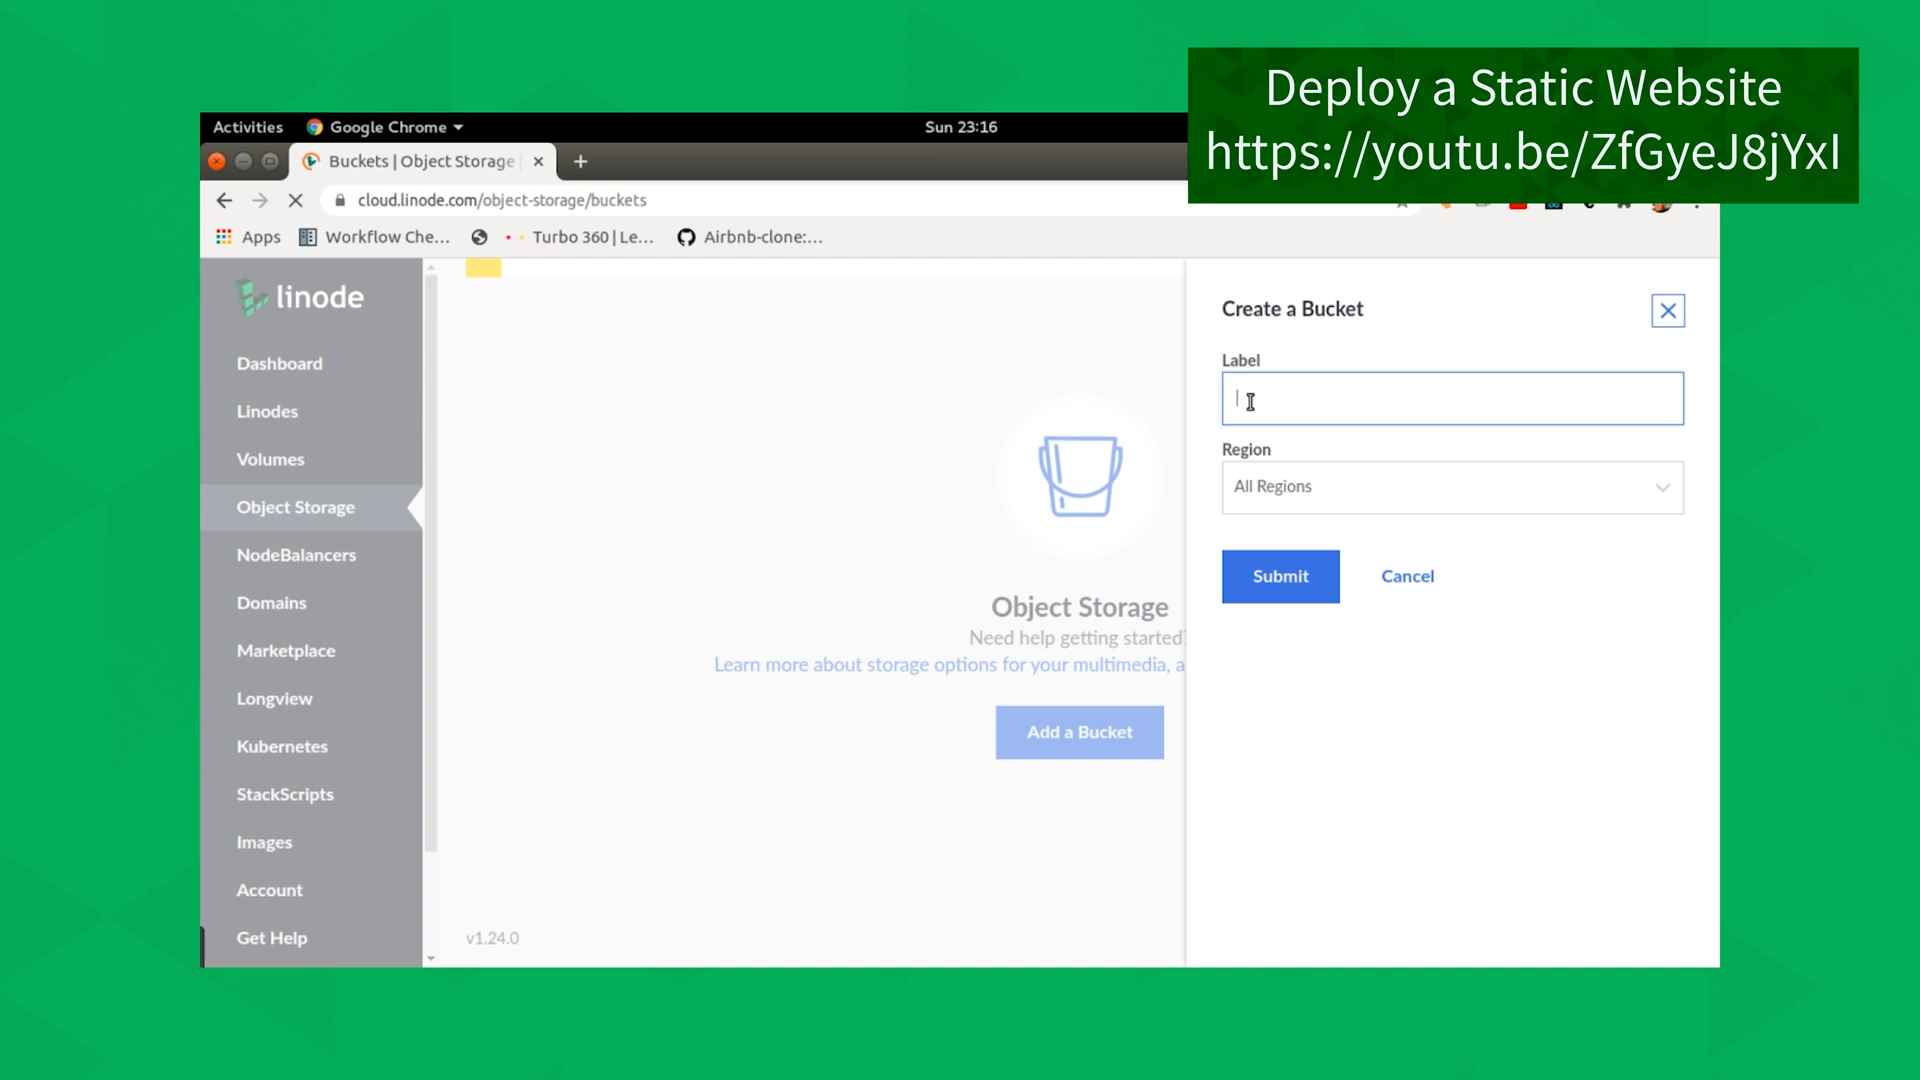 Deploy a Static Website
https://youtu.be/ZfGyeJ8jYxI
Activities
Google Chrome
Sun 23:16
Buckets | Object Storage |
cloud.linode.com/object-storage/buckets
Apps
Workflow Che...
Turbo 360 | Le...
Airbnb-clone:...
linode
Dashboard
Linodes
Volumes
Object Storage
NodeBalancers
Domains
Marketplace
Longview
Kubernetes
StackScripts
Images
Account
Get Help
Object Storage
Need help getting started?
Learn more about storage options for your multimedia, a
Add a Bucket
v1.24.0
Create a Bucket
Label
Region
All Regions
Submit
Cancel